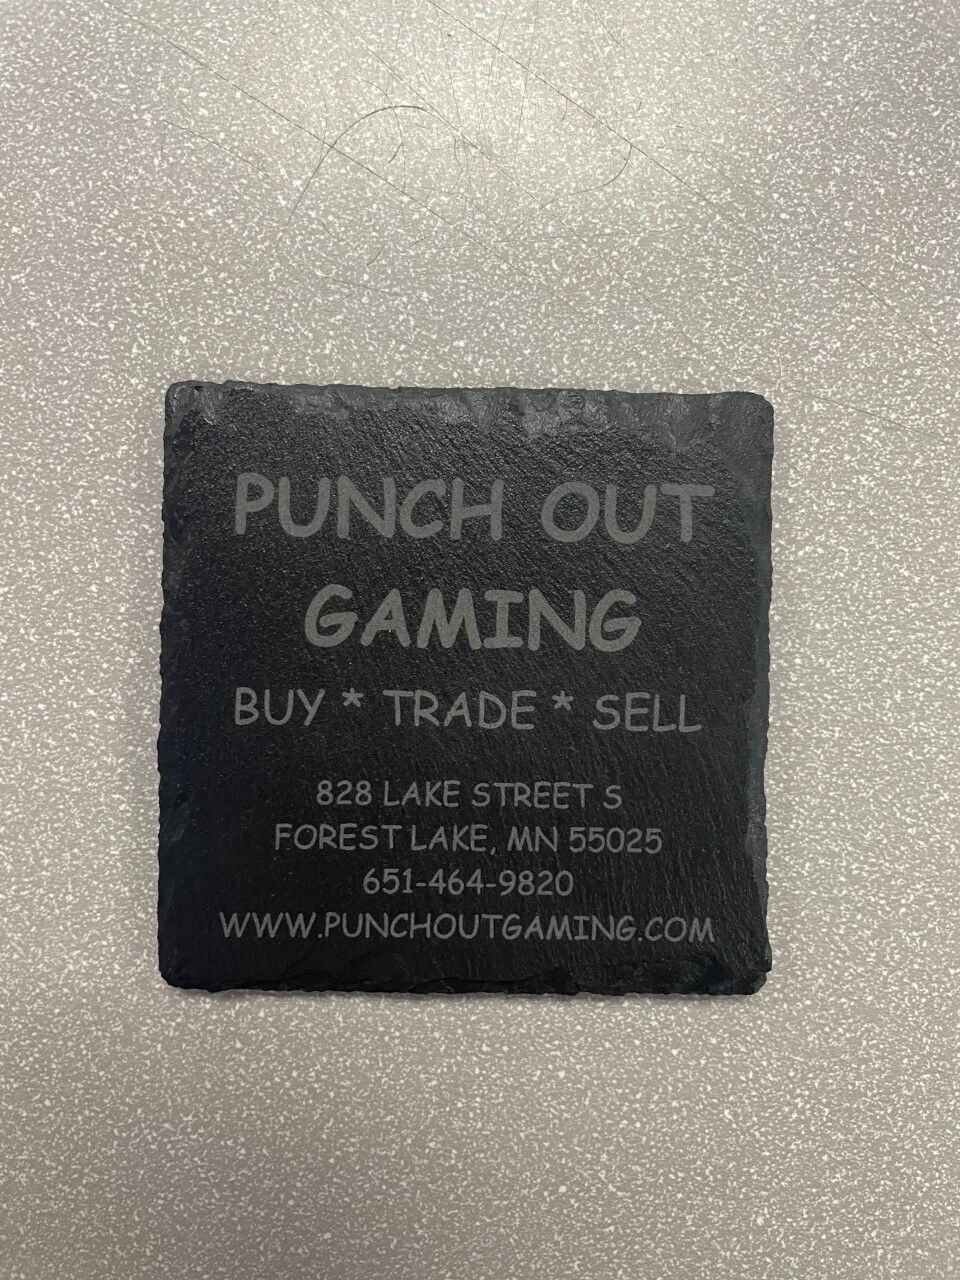 PUNCH OUT
GAMING
BUY * TRADE * SELL
828 LAKE STREET S
FOREST LAKE, MN 55025
651-464-9820
WWW.PUNCHOUTGAMING.COM